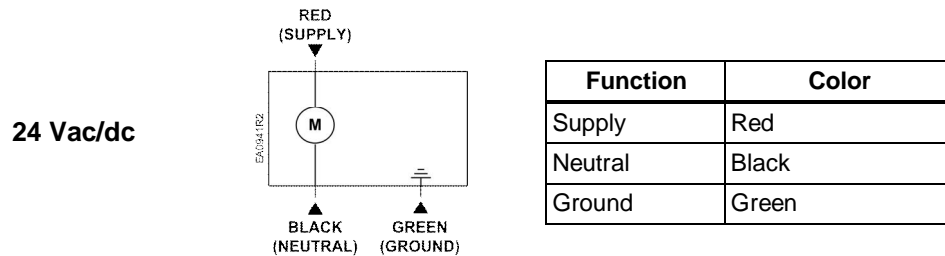 24 Vac/dc
RED
(SUPPLY)
M
EA0941R2
BLACK
(NEUTRAL)
GREEN
(GROUND)
Function Color
Supply Red
Neutral Black
Ground Green